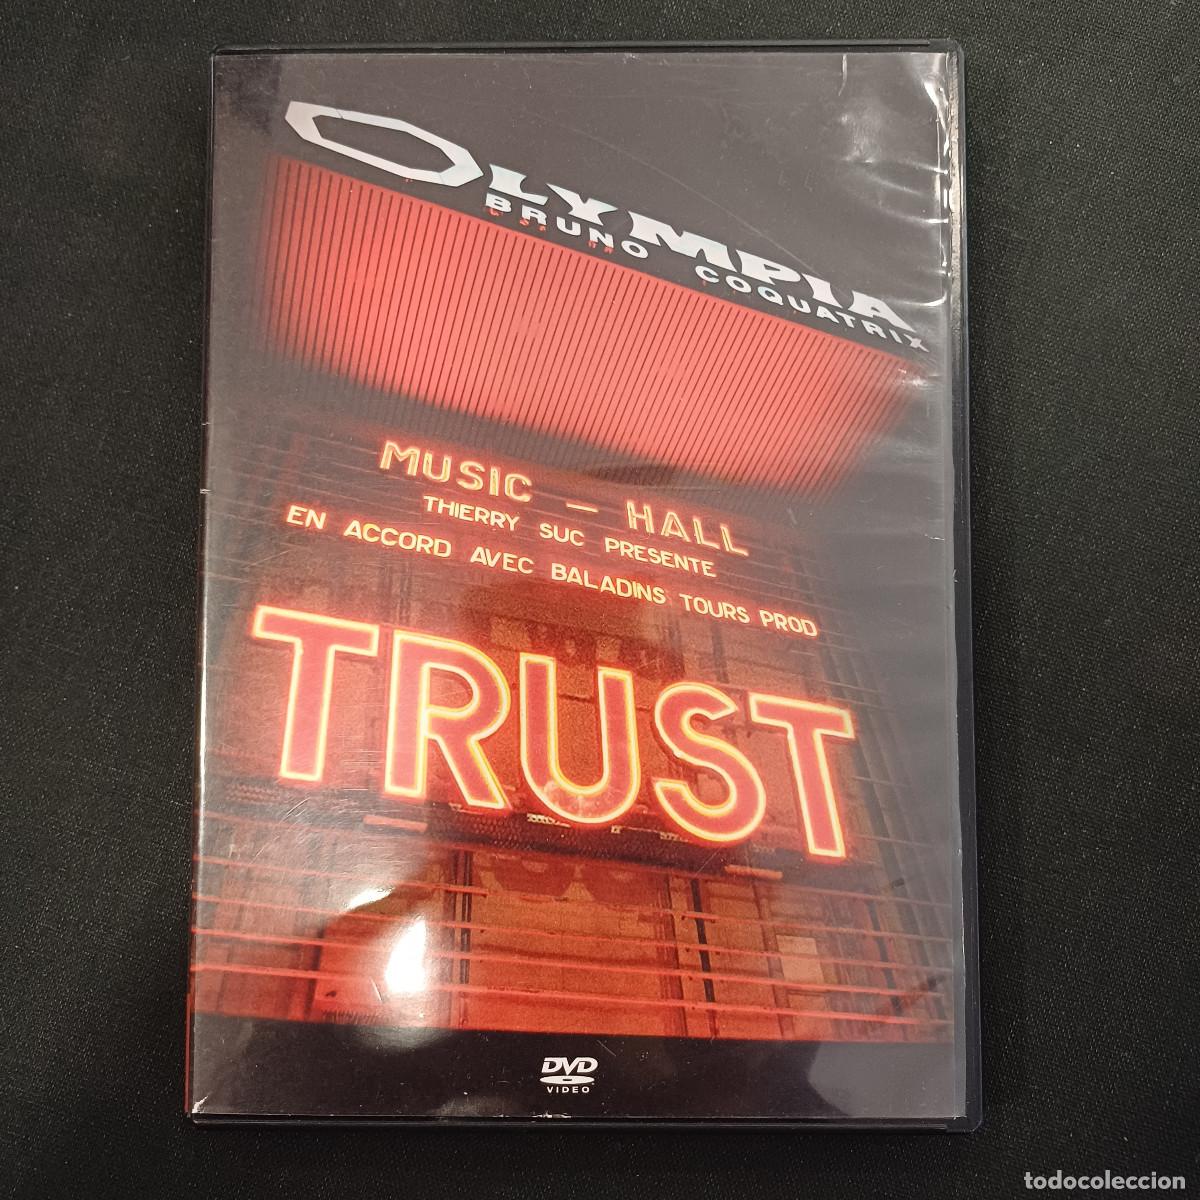 OLYMPIA
BRUNO COQUATRIX
MUSIC - HALL
THIERRY SUC PRESENTE
EN ACCORD AVEC BALADINS TOURS PROD
TRUST
DVD
VIDEO
todocoleccion